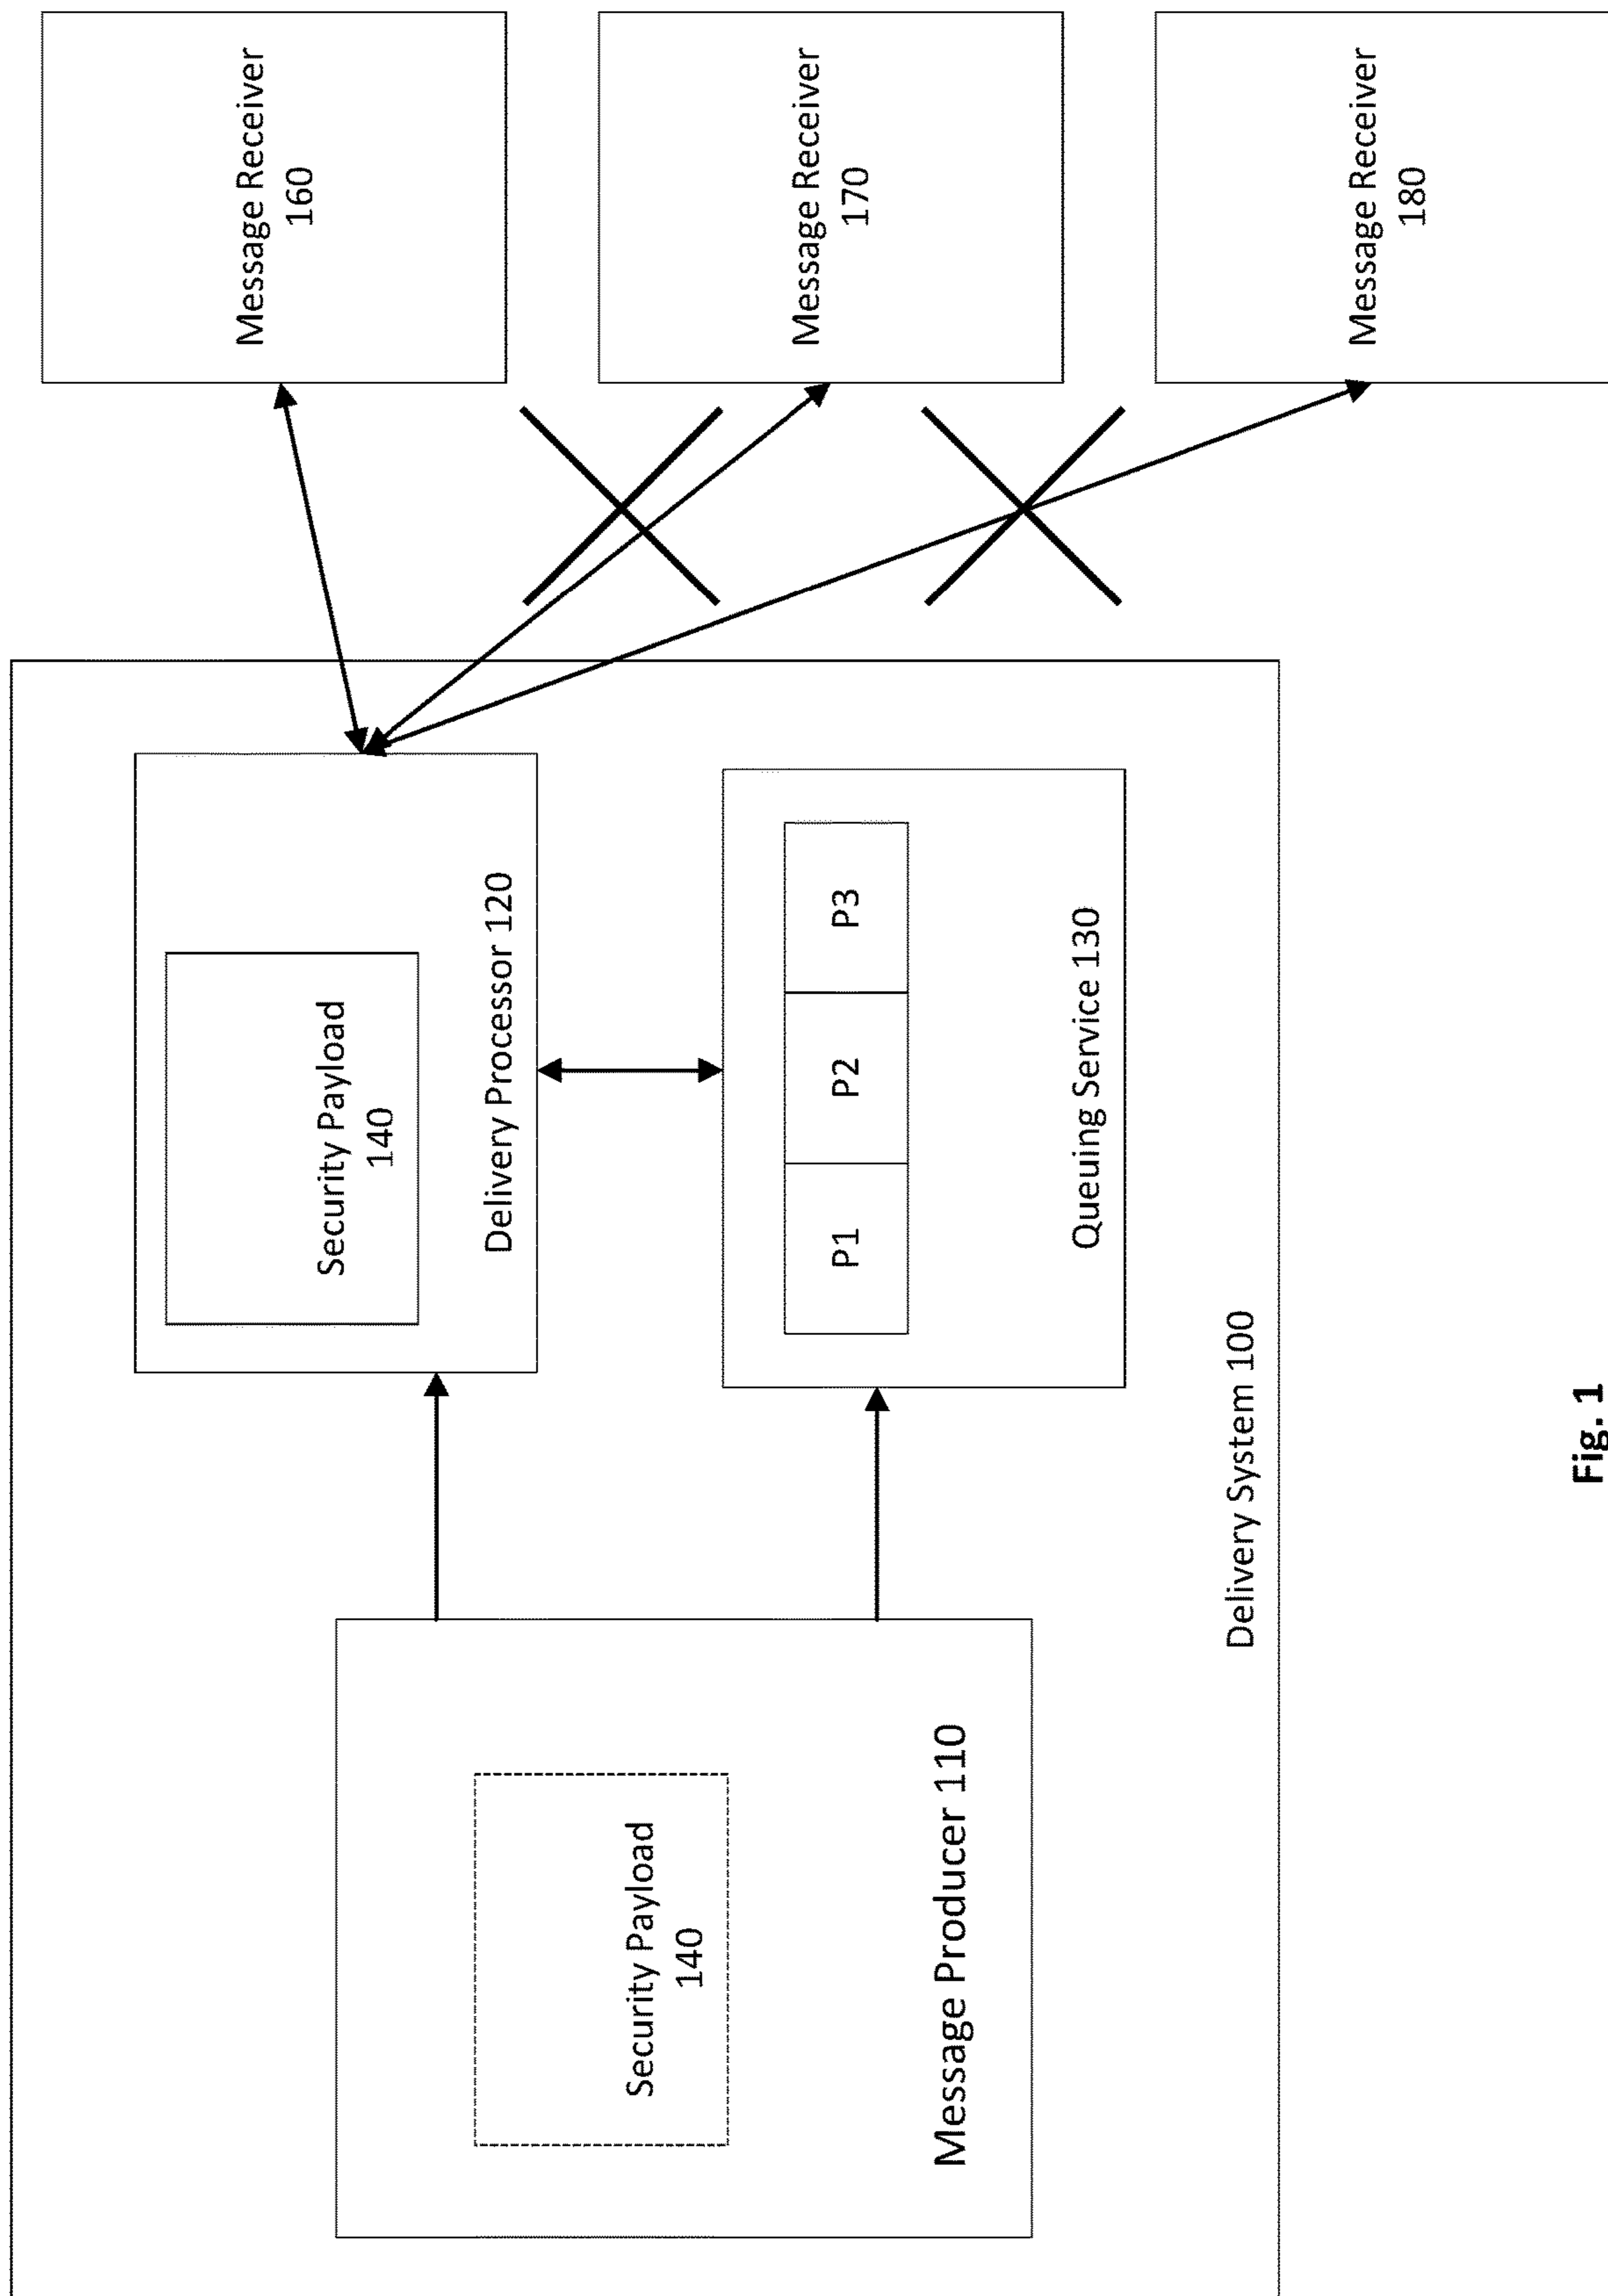 Message Receiver
160
Message Receiver
170
Message Receiver
180
Security Payload
140
Delivery Processor 120
P1
P2
P3
Queuing Service 130
Security Payload
140
Message Producer 110
Delivery System 100
Fig. 1